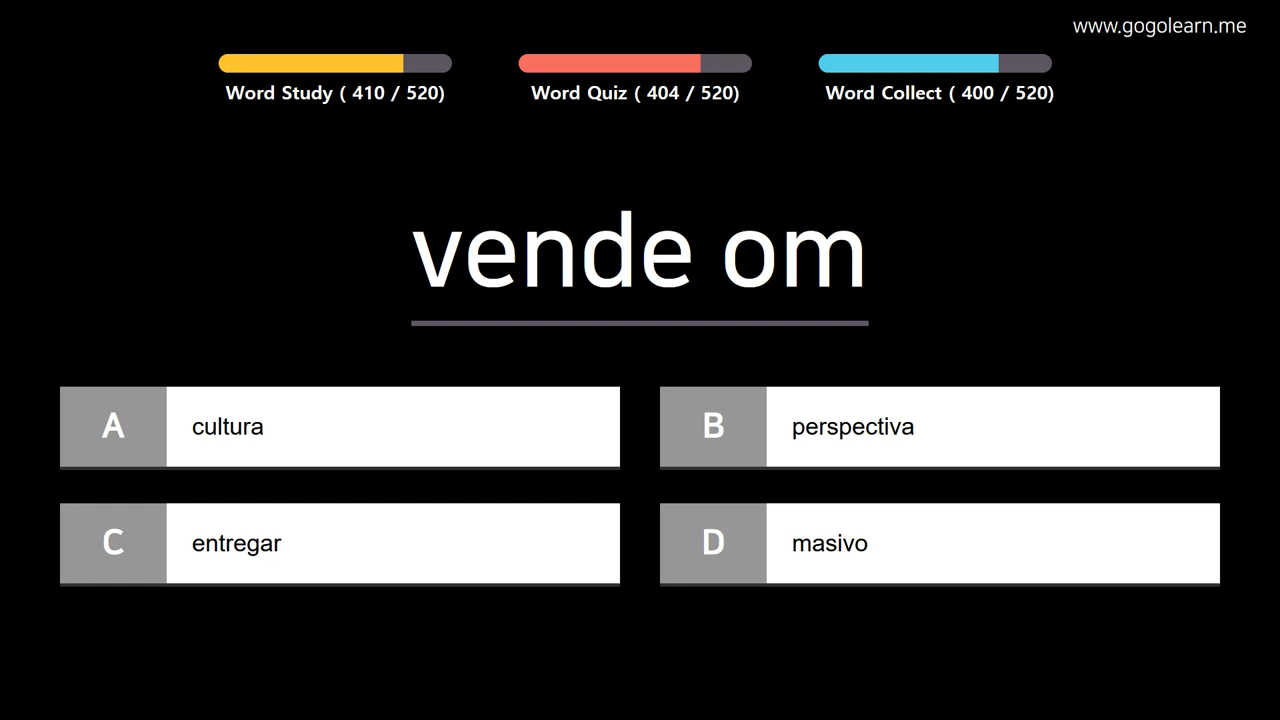 www.gogolearn.me
Word Study ( 410 / 520)
Word Quiz ( 404 / 520)
Word Collect ( 400 / 520)
vende om
A cultura
B perspectiva
C entregar
D masivo